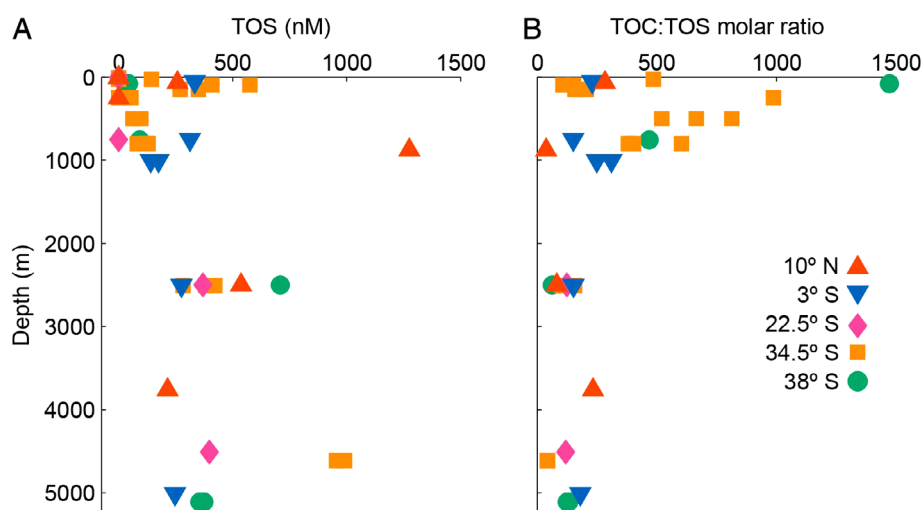 A
TOS (nM)
0 500 1000 1500
B
TOC:TOS molar ratio
0 500 1000 1500
Depth (m)
0
1000
2000
3000
4000
5000
10º N
3º S
22.5º S
34.5º S
38º S